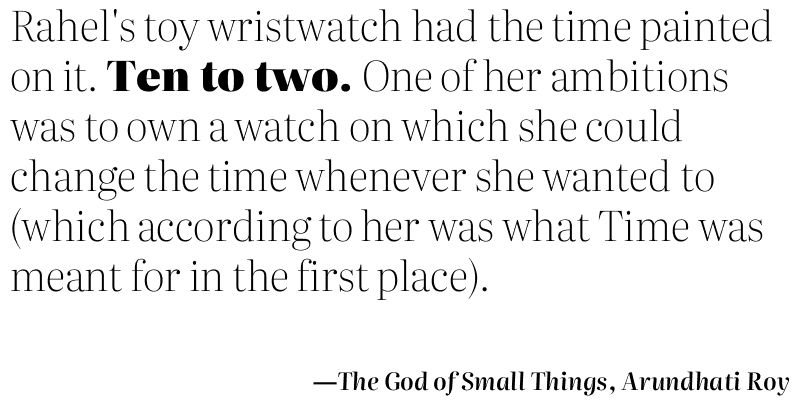 Rahel's toy wristwatch had the time painted
on it. Ten to two. One of her ambitions
was to own a watch on which she could
change the time whenever she wanted to
(which according to her was what Time was
meant for in the first place).
—The God of Small Things, Arundhati Roy